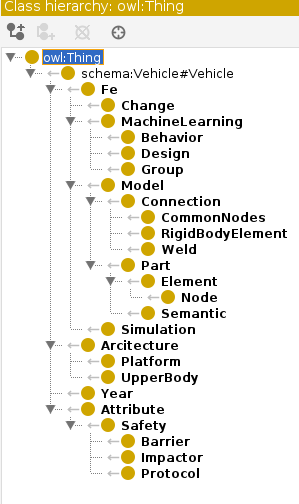 Class hierarchy: owl:Thing
owl:Thing
schema:Vehicle#Vehicle
Fe
Change
MachineLearning
Behavior
Design
Group
Model
Connection
CommonNodes
RigidBodyElement
Weld
Part
Element
Node
Semantic
Simulation
Arcitecture
Platform
UpperBody
Year
Attribute
Safety
Barrier
Impactor
Protocol